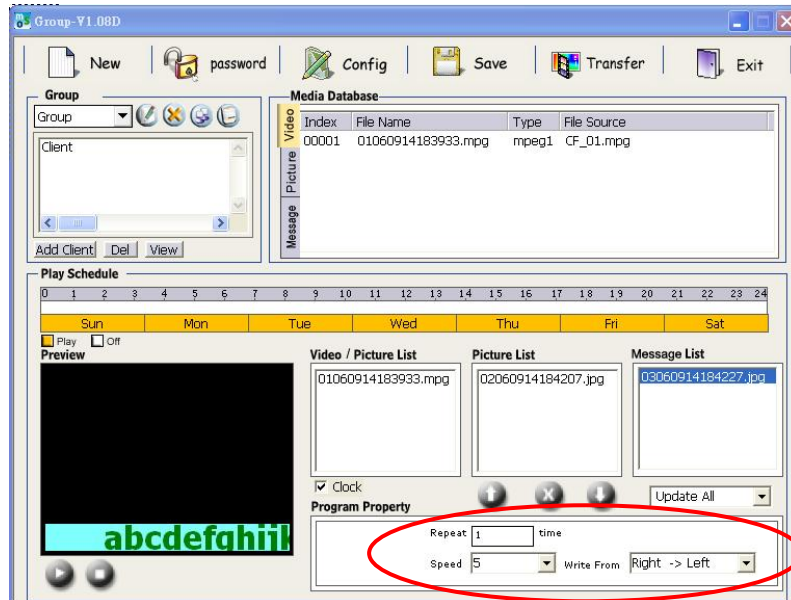 Group-V1.08D
New password Config Save Transfer Exit
Group
Group
Client
Add Client Del View
Media Database
Video
Picture
Message
Index File Name Type File Source
00001 01060914183933.mpg mpeg1 CF_01.mpg
Play Schedule
0 1 2 3 4 5 6 7 8 9 10 11 12 13 14 15 16 17 18 19 20 21 22 23 24
Sun Mon Tue Wed Thu Fri Sat
Play Off
Preview
abcdefghijk
Video / Picture List
01060914183933.mpg
Clock
Picture List
02060914184207.jpg
Message List
03060914184227.jpg
Update All
Program Property
Repeat 1 time
Speed 5 Write From Right -> Left